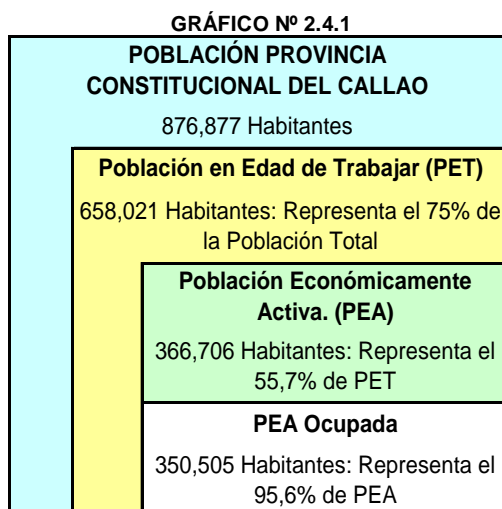 GRÁFICO Nº 2.4.1
POBLACIÓN PROVINCIA
CONSTITUCIONAL DEL CALLAO
876,877 Habitantes
Población en Edad de Trabajar (PET)
658,021 Habitantes: Representa el 75% de
la Población Total
Población Económicamente
Activa. (PEA)
366,706 Habitantes: Representa el
55,7% de PET
PEA Ocupada
350,505 Habitantes: Representa el
95,6% de PEA